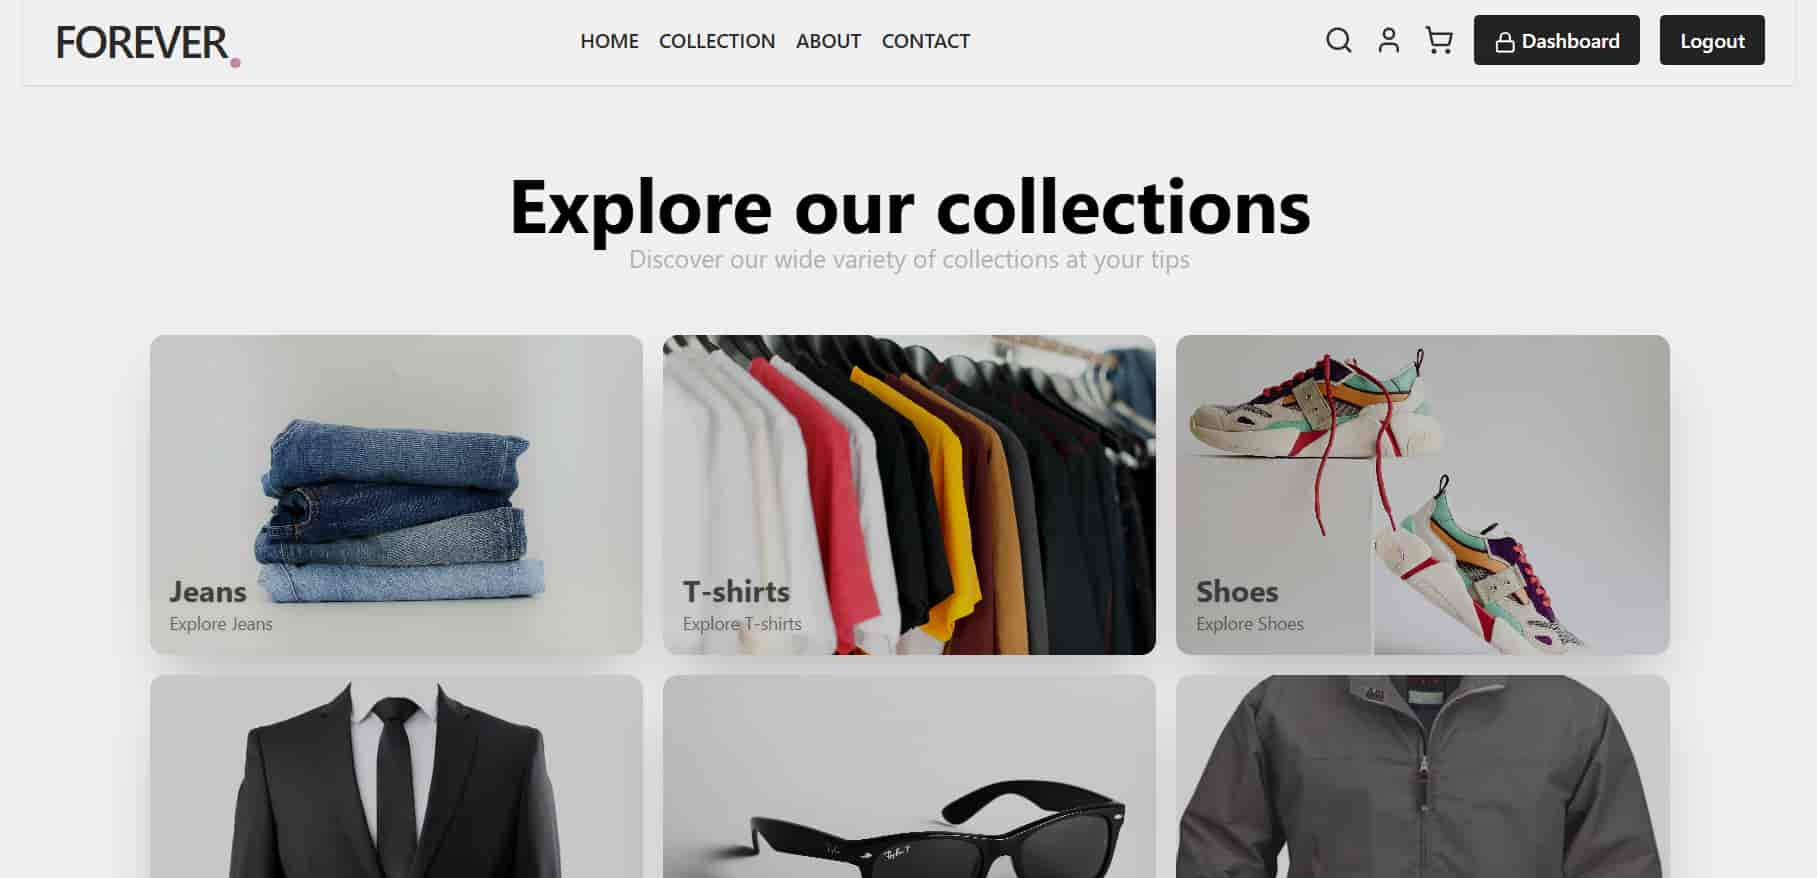 FOREVER.
HOME COLLECTION ABOUT CONTACT
Dashboard
Logout
Explore our collections
Discover our wide variety of collections at your tips
Jeans
Explore Jeans
T-shirts
Explore T-shirts
Shoes
Explore Shoes